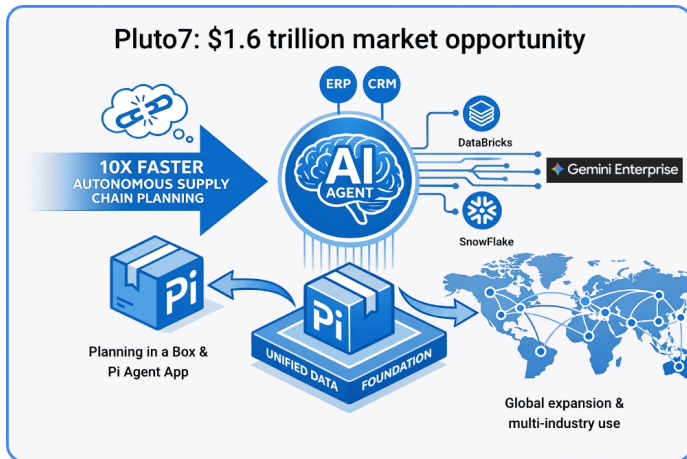 Pluto7: $1.6 trillion market opportunity
ERP
CRM
DataBricks
10X FASTER
AUTONOMOUS SUPPLY
CHAIN PLANNING
AI
AGENT
Gemini Enterprise
SnowFlake
Pi
Pi
Planning in a Box &
Pi Agent App
UNIFIED DATA
FOUNDATION
Global expansion &
multi-industry use